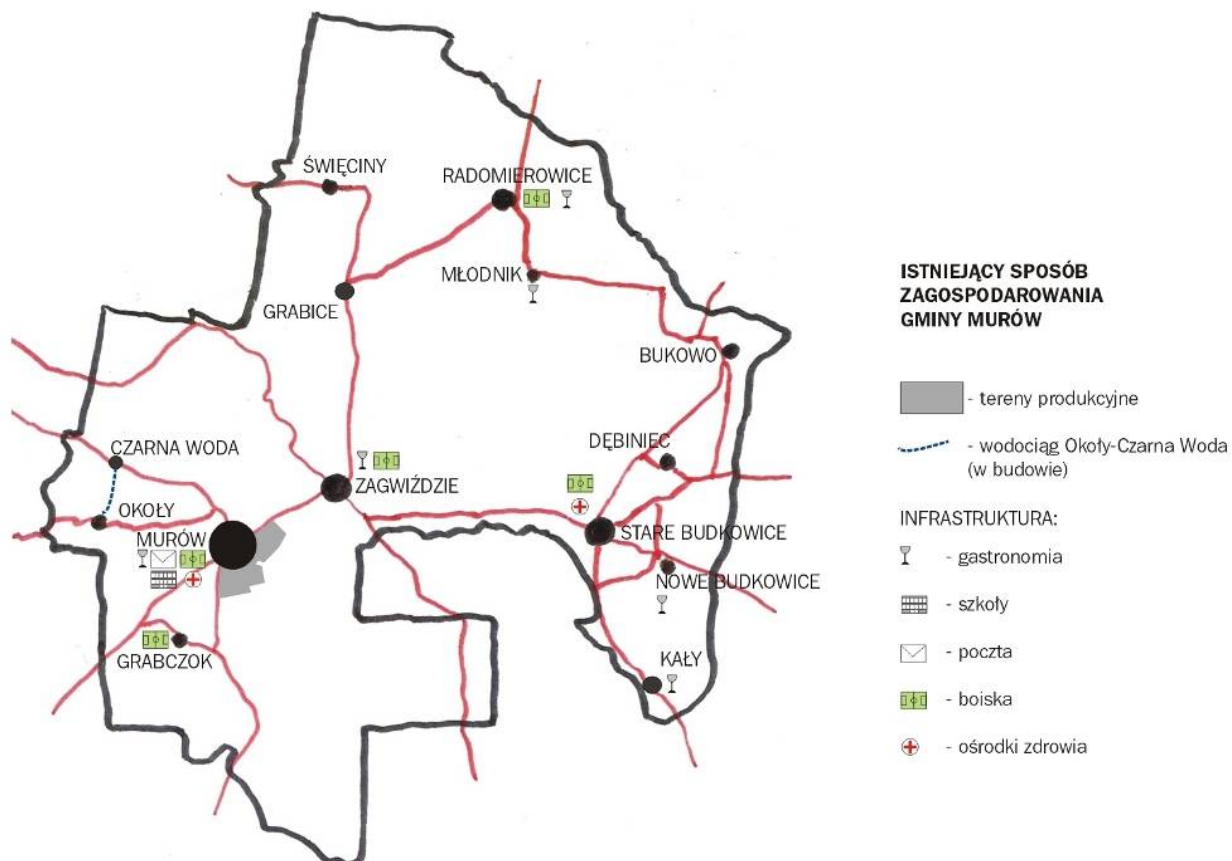 ŚWIĘCINY
RADOMIEROWICE
MŁODNIK
GRABICE
BUKOWO
CZARNA WODA
DĘBINIEC
ZAGWIŹDZIE
OKOŁY
MURÓW
STARE BUDKOWICE
NOWE BUDKOWICE
GRABCZOK
KAŁY
ISTNIEJĄCY SPOSÓB
ZAGOSPODAROWANIA
GMINY MURÓW
- tereny produkcyjne
- wodociąg Okoły-Czarna Woda
(w budowie)
INFRASTRUKTURA:
- gastronomia
- szkoły
- poczta
- boiska
- ośrodki zdrowia